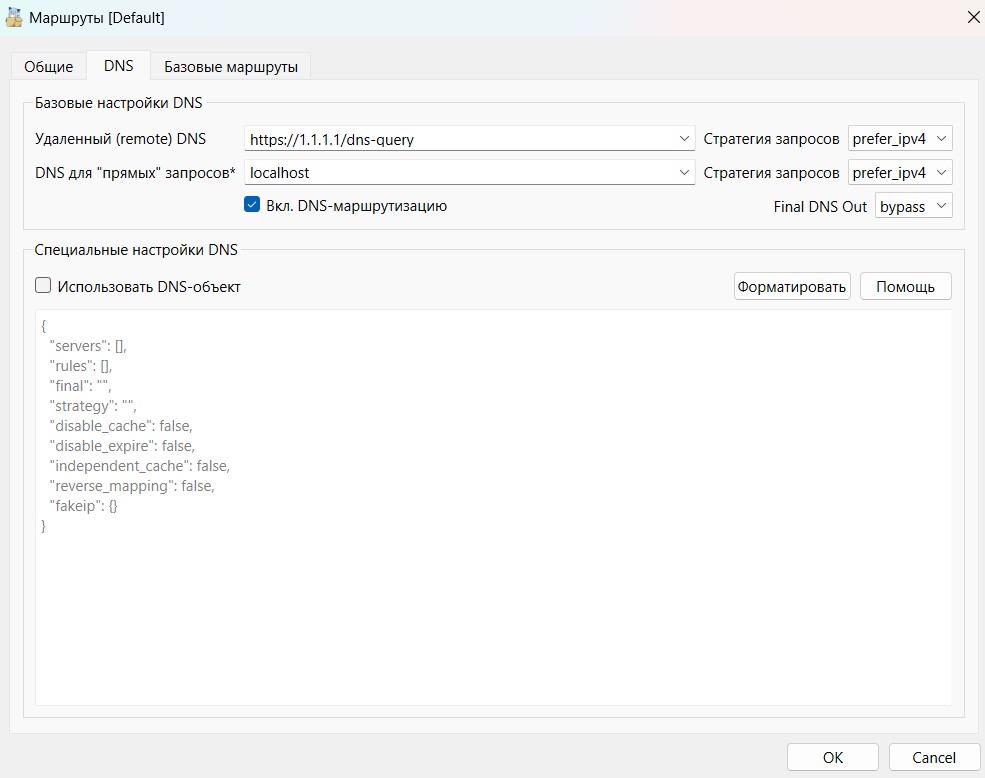 Маршруты [Default]
Общие DNS Базовые маршруты
Базовые настройки DNS
Удаленный (remote) DNS https://1.1.1.1/dns-query Стратегия запросов prefer_ipv4
DNS для "прямых" запросов* localhost Стратегия запросов prefer_ipv4
Вкл. DNS-маршрутизацию Final DNS Out bypass
Специальные настройки DNS
Использовать DNS-объект Форматировать Помощь
{
"servers": [],
"rules": [],
"final": "",
"strategy": "",
"disable_cache": false,
"disable_expire": false,
"independent_cache": false,
"reverse_mapping": false,
"fakeip": {}
}
OK Cancel